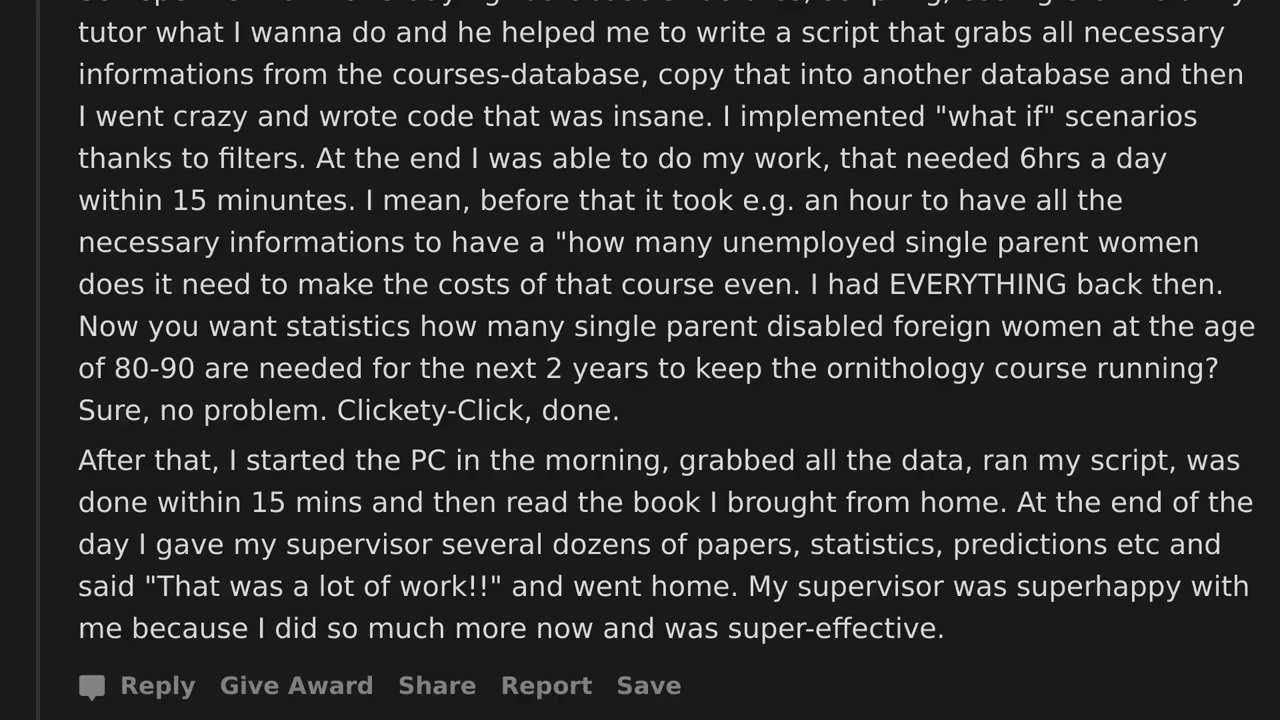 tutor what I wanna do and he helped me to write a script that grabs all necessary
informations from the courses-database, copy that into another database and then
I went crazy and wrote code that was insane. I implemented "what if" scenarios
thanks to filters. At the end I was able to do my work, that needed 6hrs a day
within 15 minuntes. I mean, before that it took e.g. an hour to have all the
necessary informations to have a "how many unemployed single parent women
does it need to make the costs of that course even. I had EVERYTHING back then.
Now you want statistics how many single parent disabled foreign women at the age
of 80-90 are needed for the next 2 years to keep the ornithology course running?
Sure, no problem. Clickety-Click, done.
After that, I started the PC in the morning, grabbed all the data, ran my script, was
done within 15 mins and then read the book I brought from home. At the end of the
day I gave my supervisor several dozens of papers, statistics, predictions etc and
said "That was a lot of work!!" and went home. My supervisor was superhappy with
me because I did so much more now and was super-effective.
Reply Give Award Share Report Save